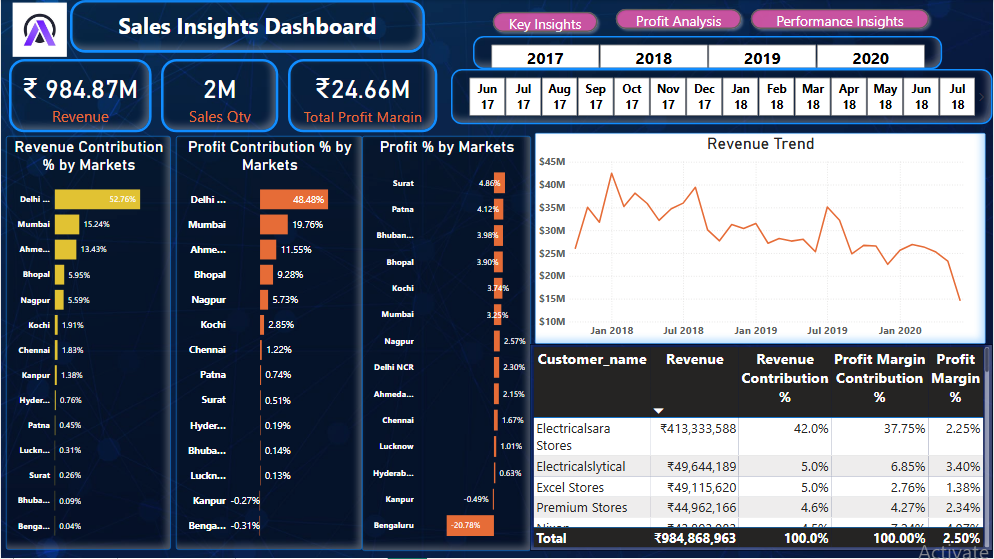 Sales Insights Dashboard
Key Insights
Profit Analysis
Performance Insights
2017 2018 2019 2020
Jun 17 Jul 17 Aug 17 Sep 17 Oct 17 Nov 17 Dec 17 Jan 18 Feb 18 Mar 18 Apr 18 May 18 Jun 18 Jul 18
₹ 984.87M
Revenue
2M
Sales Qty
₹24.66M
Total Profit Margin
Revenue Contribution
% by Markets
Delhi ... 52.76%
Mumbai 15.24%
Ahme... 13.43%
Bhopal 5.95%
Nagpur 5.59%
Kochi 1.91%
Chennai 1.83%
Kanpur 1.38%
Hyder... 0.76%
Patna 0.45%
Luckn... 0.31%
Surat 0.26%
Bhuba... 0.09%
Benga... 0.04%
Profit Contribution % by
Markets
Delhi ... 48.48%
Mumbai 19.76%
Ahme... 11.55%
Bhopal 9.28%
Nagpur 5.73%
Kochi 2.85%
Chennai 1.22%
Patna 0.74%
Surat 0.51%
Hyder... 0.19%
Bhuba... 0.14%
Luckn... 0.13%
Kanpur -0.27%
Benga... -0.31%
Profit % by Markets
Surat 4.86%
Patna 4.12%
Bhuban... 3.98%
Bhopal 3.90%
Kochi 3.74%
Mumbai 3.25%
Nagpur 2.57%
Delhi NCR 2.30%
Ahmeda... 2.15%
Chennai 1.67%
Lucknow 1.01%
Hyderab... 0.63%
Kanpur -0.49%
Bengaluru -20.78%
Revenue Trend
$45M
$40M
$35M
$30M
$25M
$20M
$15M
$10M
Jan 2018 Jul 2018 Jan 2019 Jul 2019 Jan 2020
Customer_name Revenue Revenue Profit Margin Profit
Contribution Contribution Margin
% % %
Electricalsara ₹413,333,588 42.0% 37.75% 2.25%
Stores
Electricalslytical ₹49,644,189 5.0% 6.85% 3.40%
Excel Stores ₹49,115,620 5.0% 2.76% 1.38%
Premium Stores ₹44,962,166 4.6% 4.27% 2.34%
Total ₹984,868,963 100.0% 100.00% 2.50%
Activate